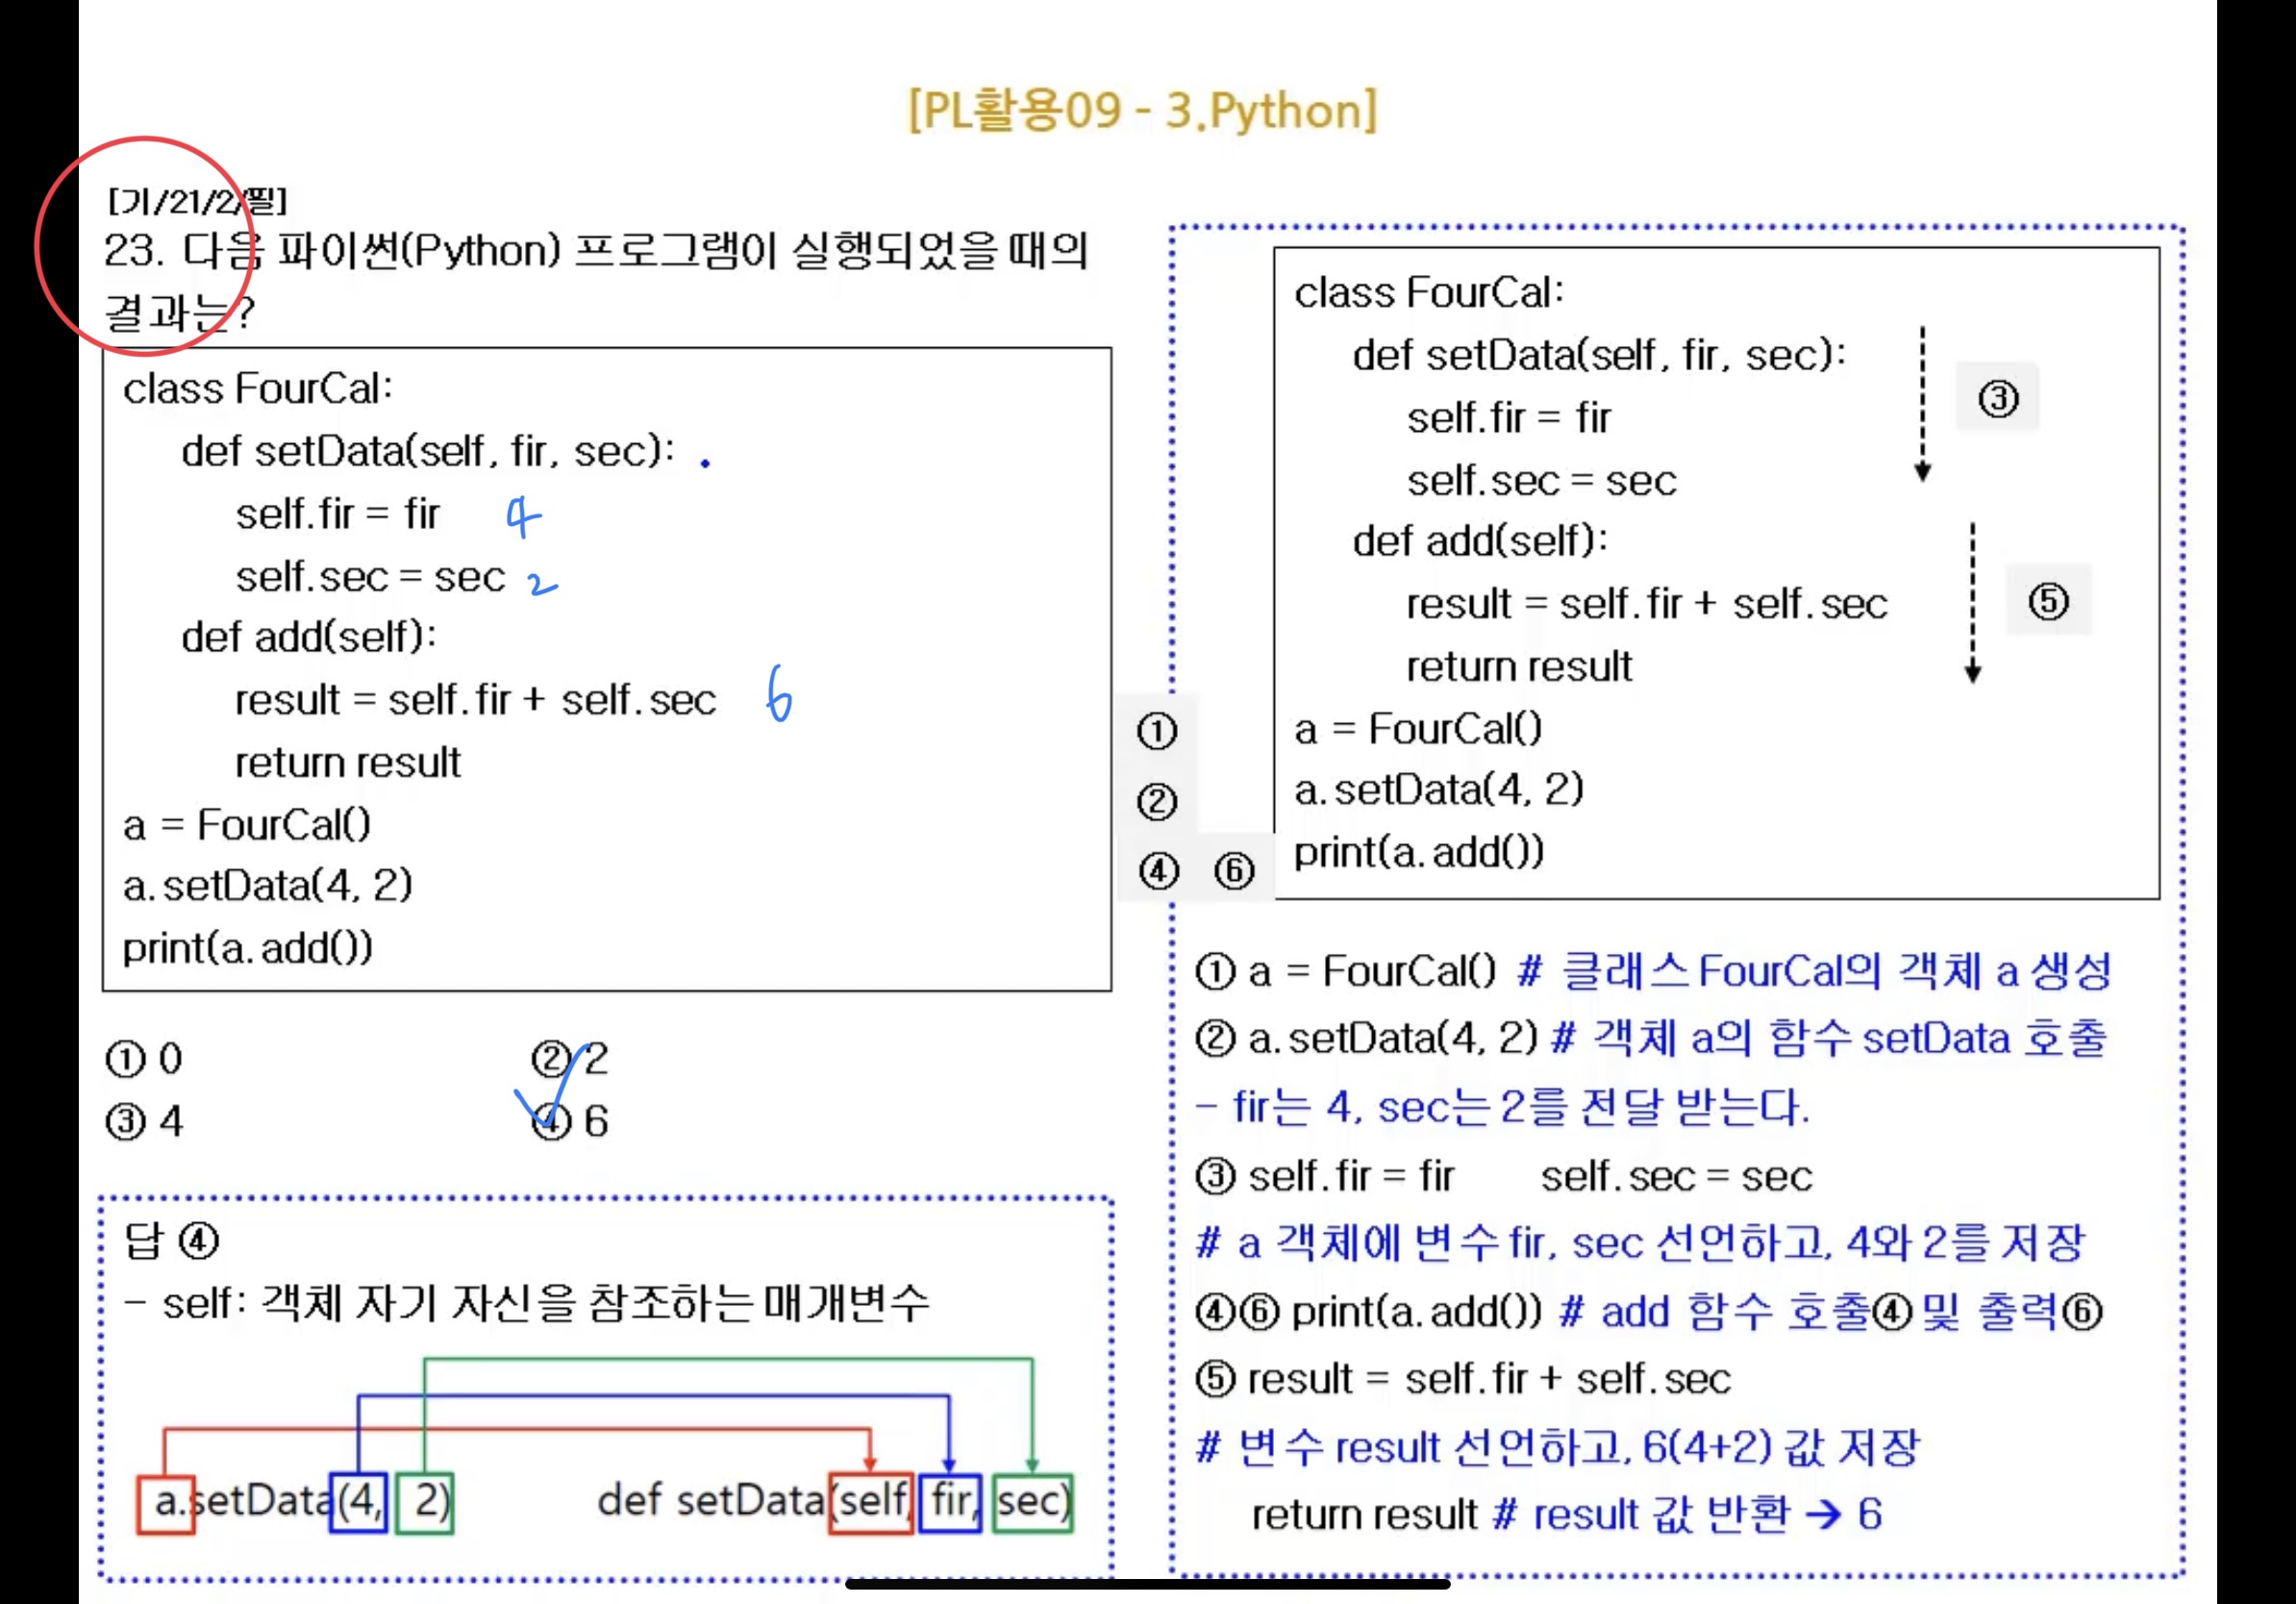 [PL활용09 - 3.Python]
[기/21/2/필]
23. 다음 파이썬(Python) 프로그램이 실행되었을 때의
결과는?
class FourCal:
def setData(self, fir, sec):
self.fir = fir 4
self.sec = sec 2
def add(self):
result = self.fir + self.sec 6
return result
a = FourCal()
a.setData(4, 2)
print(a.add())
① 0 ② 2
③ 4 ④ 6
답 ④
- self: 객체 자기 자신을 참조하는 매개변수
a.setData(4, 2) def setData(self, fir, sec)
class FourCal:
def setData(self, fir, sec):
self.fir = fir
③
self.sec = sec
def add(self):
result = self.fir + self.sec ⑤
return result
① a = FourCal()
② a.setData(4, 2)
④ ⑥ print(a.add())
① a = FourCal() # 클래스 FourCal의 객체 a 생성
② a.setData(4, 2) # 객체 a의 함수 setData 호출
- fir는 4, sec는 2를 전달 받는다.
③ self.fir = fir self.sec = sec
# a 객체에 변수 fir, sec 선언하고, 4와 2를 저장
④⑥ print(a.add()) # add 함수 호출④ 및 출력⑥
⑤ result = self.fir + self.sec
# 변수 result 선언하고, 6(4+2) 값 저장
return result # result 값 반환 → 6